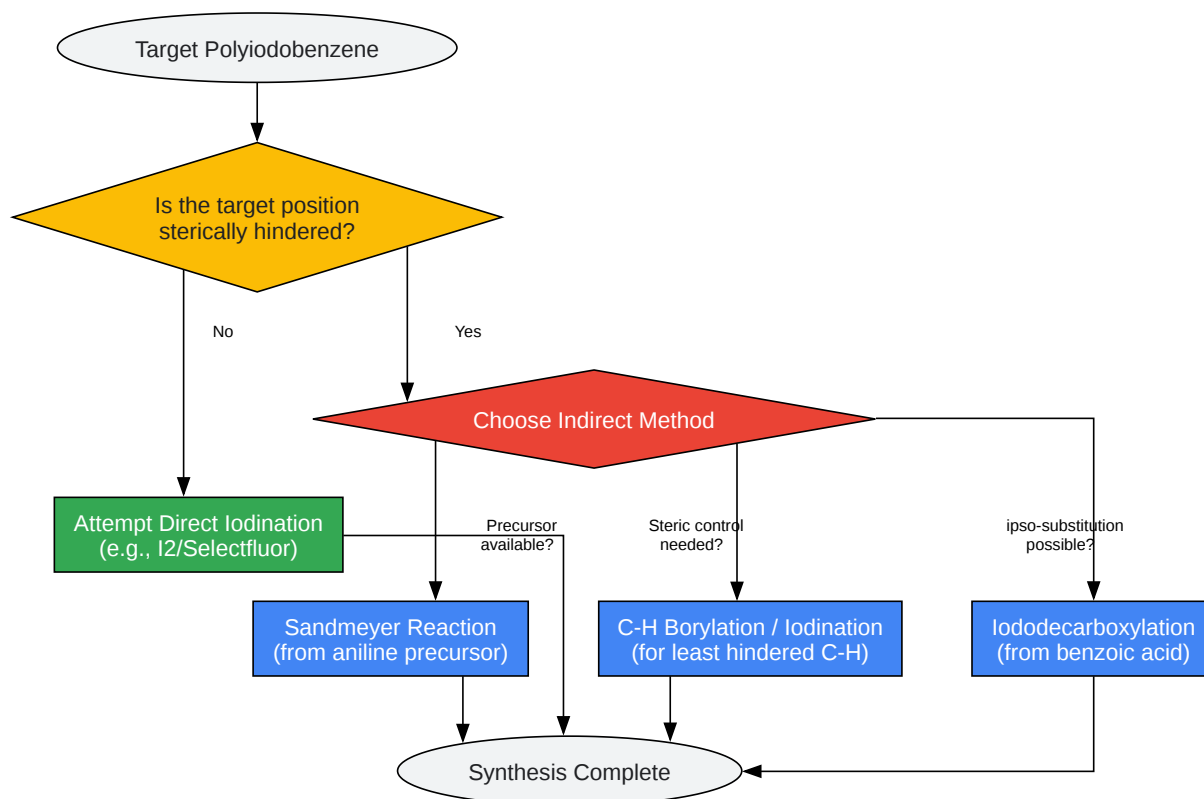 Target Polyiodobenzene
Is the target position
sterically hindered?
No
Yes
Choose Indirect Method
Attempt Direct Iodination
(e.g., I2/Selectfluor)
Precursor
available?
Steric control
needed?
ipso-substitution
possible?
Sandmeyer Reaction
(from aniline precursor)
C-H Borylation / Iodination
(for least hindered C-H)
Iododecarboxylation
(from benzoic acid)
Synthesis Complete